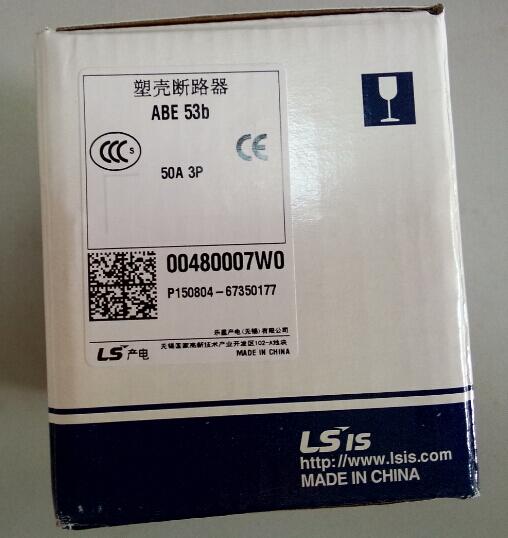 塑壳断路器
ABE 53b
CCC S
CE
50A 3P
00480007W0
P150804-67350177
乐星产电(无锡)有限公司
LS 产电
无锡国家高新技术产业开发区102-A地块
MADE IN CHINA
LSIS
http://www.lsis.com
MADE IN CHINA